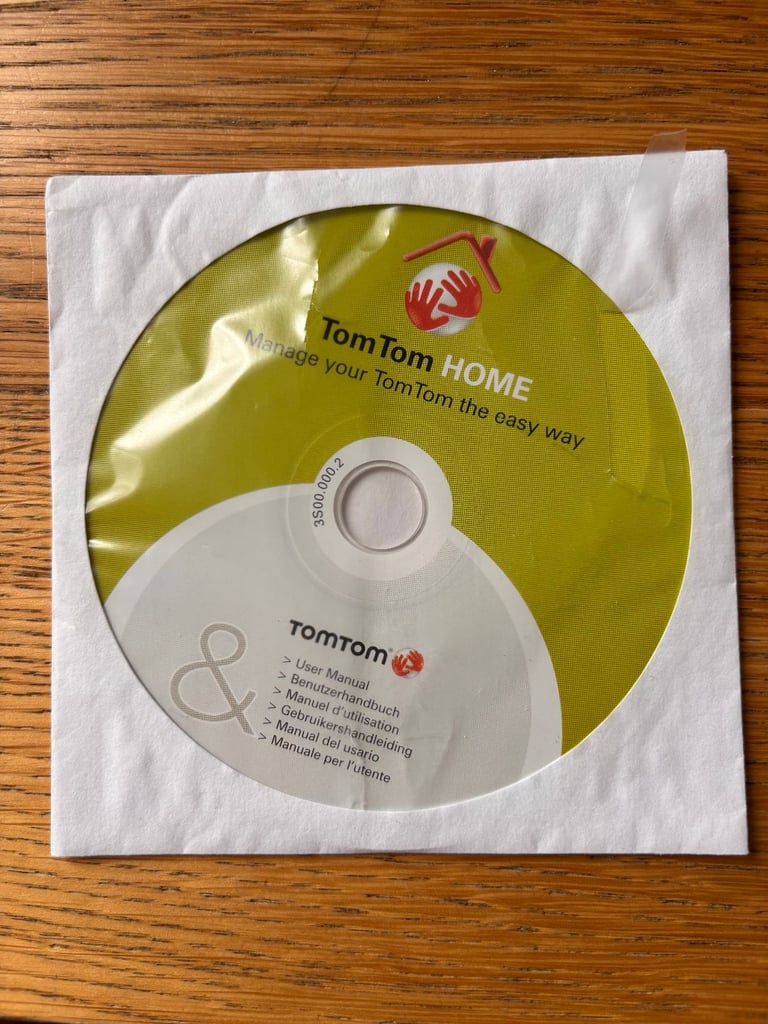 TomTom HOME
Manage your TomTom the easy way
3S00.000.2
&
TOMTOM
> User Manual
> Benutzerhandbuch
> Manuel d'utilisation
> Gebruikershandleiding
> Manual del usario
> Manuale per l'utente